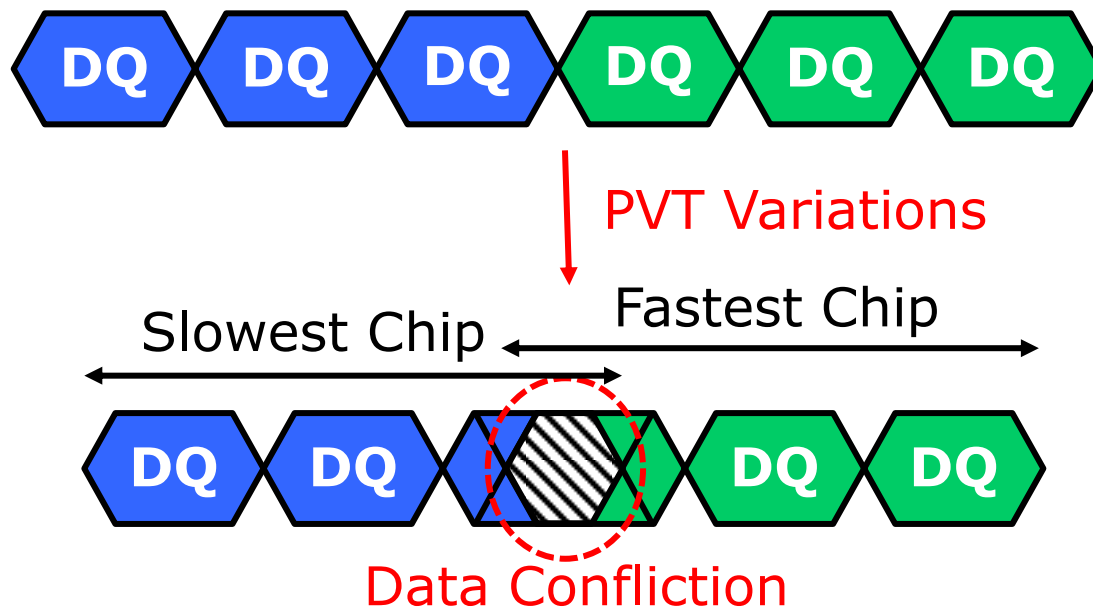 DQ DQ DQ DQ DQ DQ
PVT Variations
Slowest Chip Fastest Chip
DQ DQ DQ DQ
Data Confliction